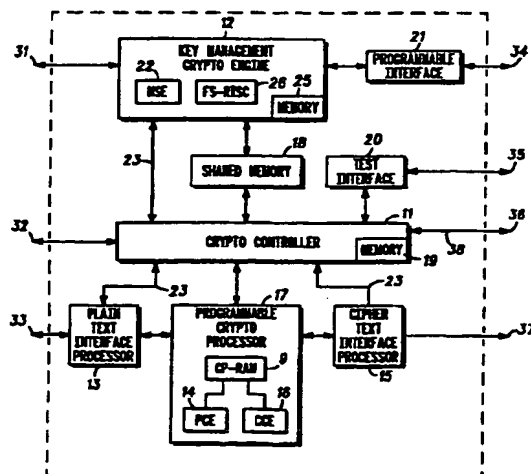 12
31
KEY MANAGEMENT
CRYPTO ENGINE
22
MSE
26
FS-RISC
25
MEMORY
21
PROGRAMMABLE
INTERFACE
34
23
18
SHARED MEMORY
20
TEST
INTERFACE
35
11
36
32
CRYPTO CONTROLLER
MEMORY
19
38
23
17
23
33
PLAIN
TEXT
INTERFACE
PROCESSOR
13
PROGRAMMABLE
CRYPTO
PROCESSOR
9
CP-RAM
14
PCE
16
CCE
CIPHER
TEXT
INTERFACE
PROCESSOR
15
37